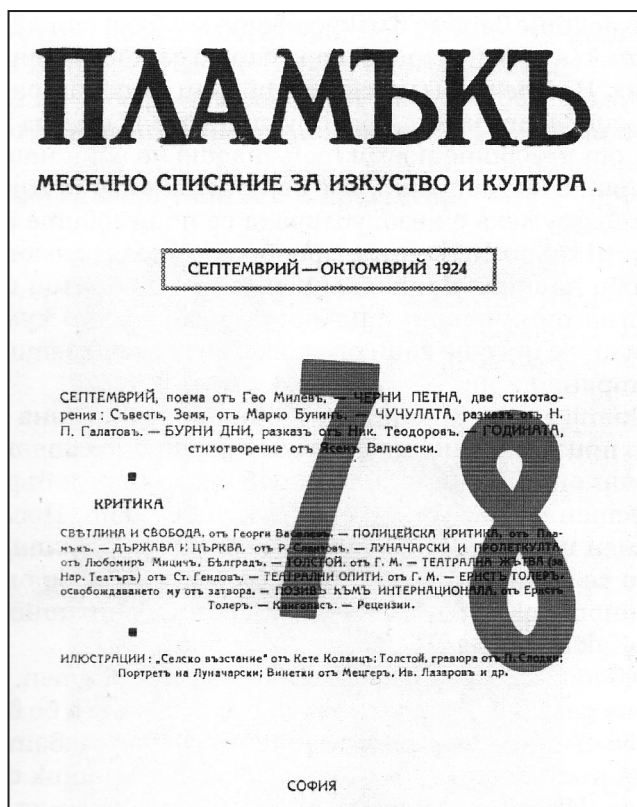 ПЛАМЪКЪ
МЕСЕЧНО СПИСАНИЕ ЗА ИЗКУСТВО И КУЛТУРА
СЕПТЕМВРИЙ — ОКТОМВРИЙ 1924
7 8
СЕПТЕМВРИЙ, поема отъ Гео Милевъ. — ЧЕРНИ ПЕТНА, две стихотво-
рения: Съвесть, Земя, отъ Марко Бунинъ. — ЧУЧУЛАТА, разказъ отъ Н.
П. Галатовъ. — БУРНИ ДНИ, разказъ отъ Ник. Теодоровъ. — ГОДИНАТА,
стихотворение отъ Ясенъ Валковски.
КРИТИКА
СВЕТЛИНА И СВОБОДА, отъ Георги Василевъ. — ПОЛИЦЕЙСКА КРИТИКА, отъ Пла-
мъкъ. — ДЪРЖАВА И ЦЪРКВА, отъ Р. — ЛУНАЧАРСКИ И ПРОЛЕТКУЛТА,
отъ Любомиръ Мицичъ, Бѣлградъ. — ТОЛСТОЙ, отъ Г. М. — ТЕАТРАЛНА ЖЪТВА (за
Нар. Театъръ) отъ Ст. Гендовъ. — ТЕАТРАЛНИ ОПИТИ, отъ Г. М. — ЕРНСТЪ ТОЛЕРЪ-
освобождаването му отъ затвора. — ПОЗИВЪ КЪМЪ ИНТЕРНАЦИОНАЛА, отъ Ернстъ
Толеръ. — Книгопис. — Рецензии.
ИЛЮСТРАЦИИ: „Селско възстание" отъ Кете Колвицъ; Толстой, гравюра отъ П.
Портретъ на Луначарски; Винетки отъ Мецгеръ, Ив. Лазаровъ и др.
СОФИЯ